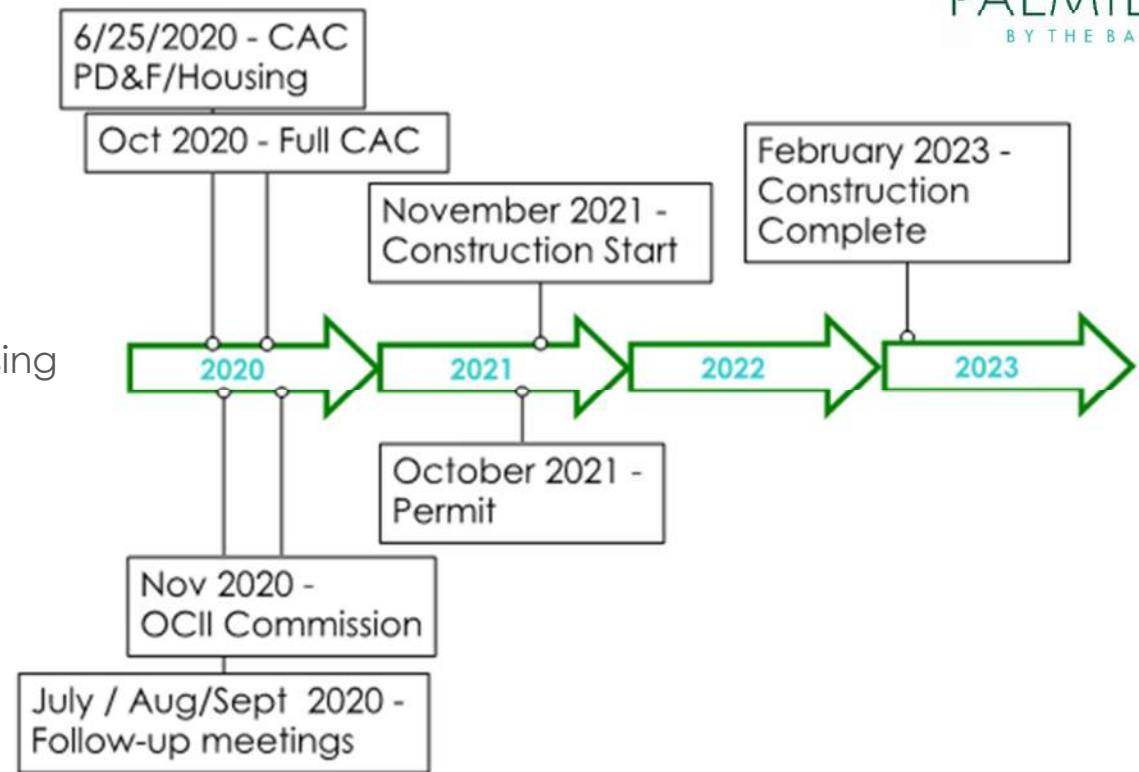 BY THE BA
6/25/2020 - CAC
PD&F/Housing
Oct 2020 - Full CAC
November 2021 -
Construction Start
February 2023 -
Construction
Complete
2020
2021
2022
2023
October 2021 -
Permit
Nov 2020 -
OCII Commission
July / Aug/Sept  2020 -
Follow-up meetings